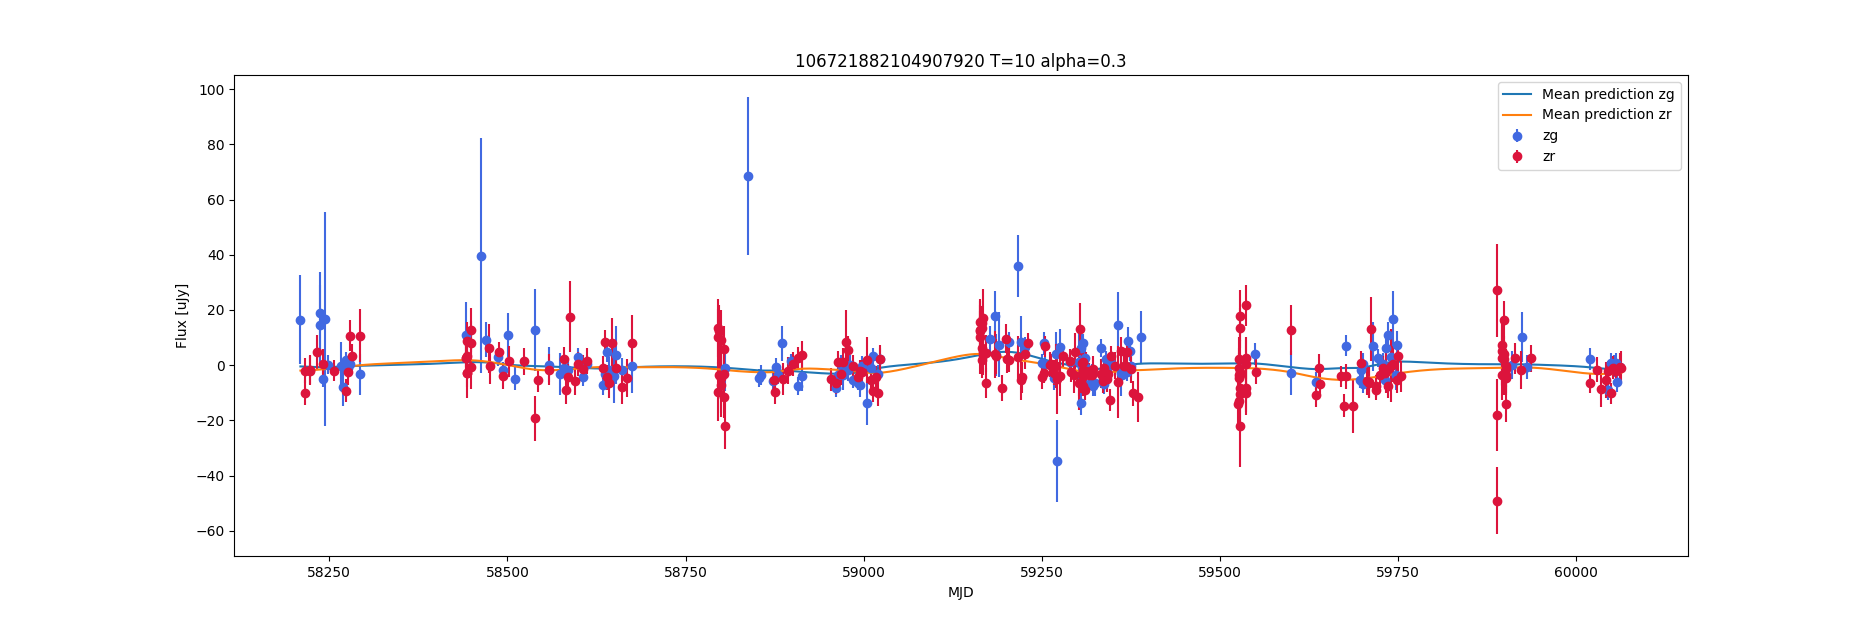 106721882104907920 T=10 alpha=0.3
100
80
60
40
20
0
−20
−40
−60
Flux [uJy]
58250 58500 58750 59000 59250 59500 59750 60000
MJD
Mean prediction zg
Mean prediction zr
zg
zr